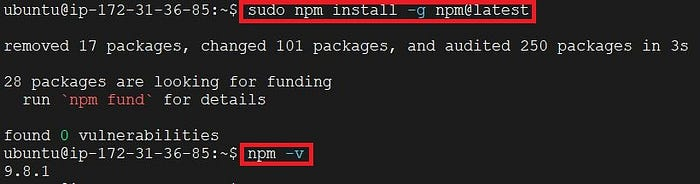 ubuntu@ip-172-31-36-85:~$ sudo npm install -g npm@latest
removed 17 packages, changed 101 packages, and audited 250 packages in 3s
28 packages are looking for funding
run `npm fund` for details
found 0 vulnerabilities
ubuntu@ip-172-31-36-85:~$ npm -v
9.8.1